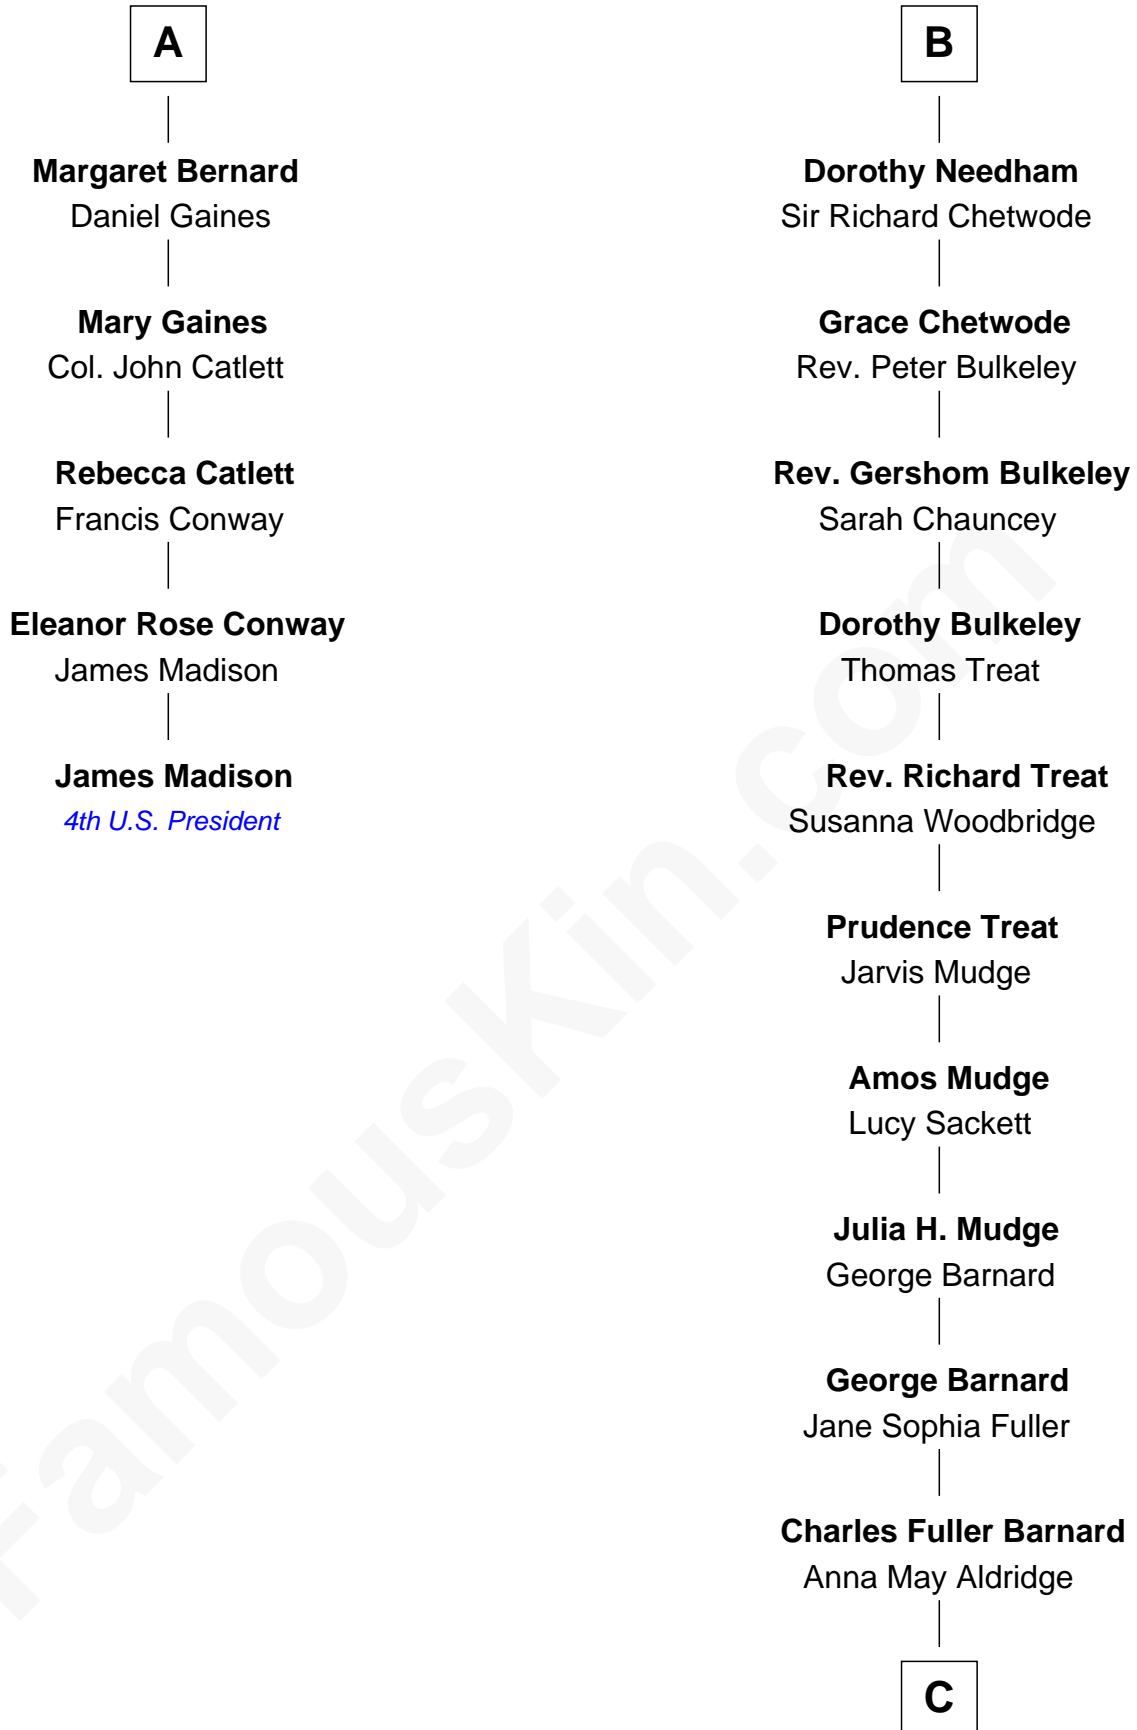 A
Margaret Bernard
Daniel Gaines
Mary Gaines
Col. John Catlett
Rebecca Catlett
Francis Conway
Eleanor Rose Conway
James Madison
James Madison
4th U.S. President
B
Dorothy Needham
Sir Richard Chetwode
Grace Chetwode
Rev. Peter Bulkeley
Rev. Gershom Bulkeley
Sarah Chauncey
Dorothy Bulkeley
Thomas Treat
Rev. Richard Treat
Susanna Woodbridge
Prudence Treat
Jarvis Mudge
Amos Mudge
Lucy Sackett
Julia H. Mudge
George Barnard
George Barnard
Jane Sophia Fuller
Charles Fuller Barnard
Anna May Aldridge
C
FamousKin.com